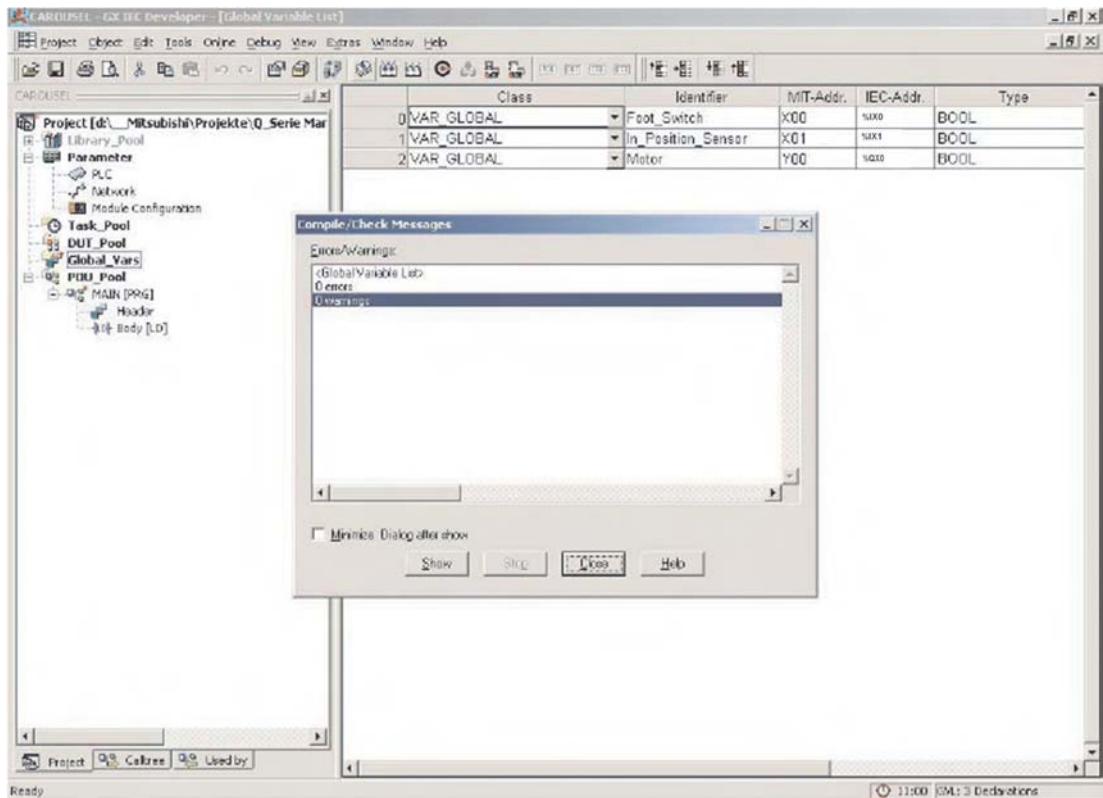 CAROUSEL - GX IEC Developer - [Global Variable List]
Project Object Edit Tools Online Debug View Extras Window Help
CAROUSEL
Project [d:\__Mitsubishi\Projekte\Q_Serie Mar
Library_Pool
Parameter
PLC
Network
Module Configuration
Task_Pool
DUT_Pool
Global_Vars
POU_Pool
MAIN [PRG]
Header
Body [LD]
Class Identifier MIT-Addr. IEC-Addr. Type
0 VAR_GLOBAL Foot_Switch X00 %IX0 BOOL
1 VAR_GLOBAL In_Position_Sensor X01 %IX1 BOOL
2 VAR_GLOBAL Motor Y00 %QX0 BOOL
Compile/Check Messages
Errors/Warnings:
<Global Variable List>
0 errors
0 warnings
Minimize Dialog after show
Show Stop Close Help
Project Calltree Used by
Ready 11:00 GVL: 3 Declarations